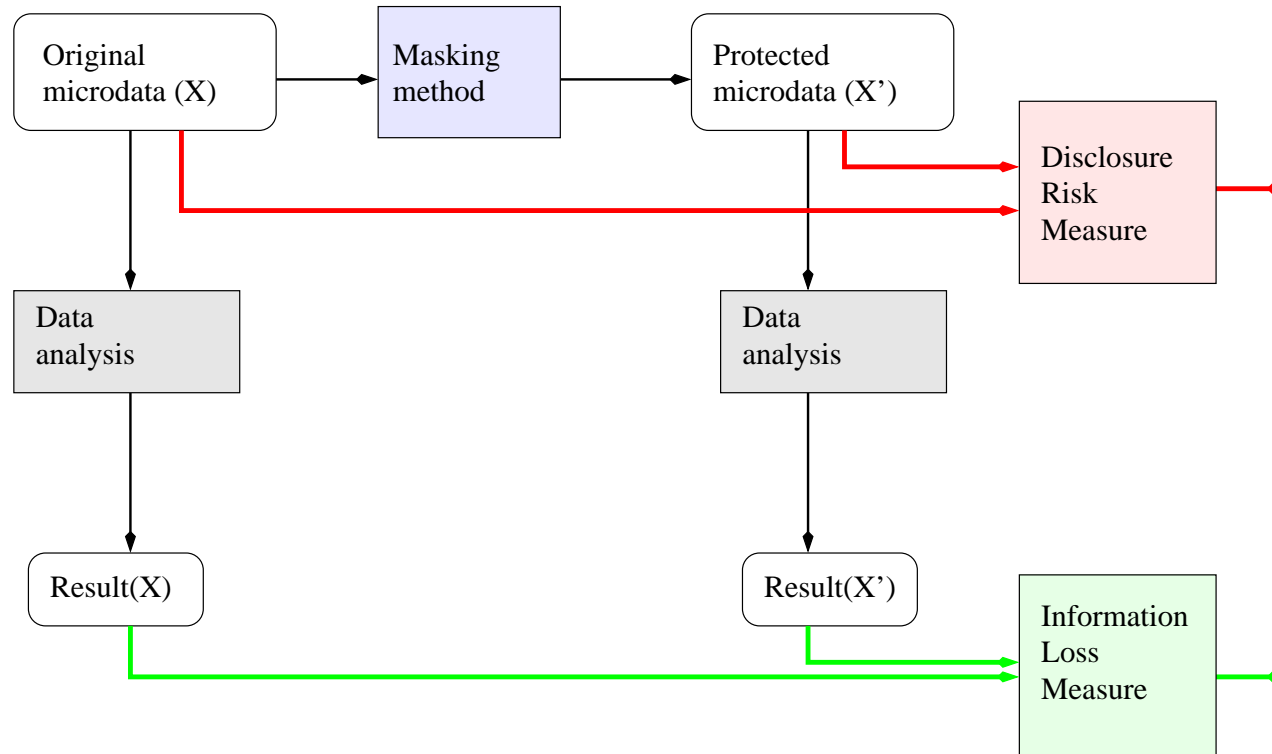 Original
microdata (X)
Masking
method
Protected
microdata (X’)
Disclosure
Risk
Measure
Data
analysis
Data
analysis
Result(X)
Result(X’)
Information
Loss
Measure